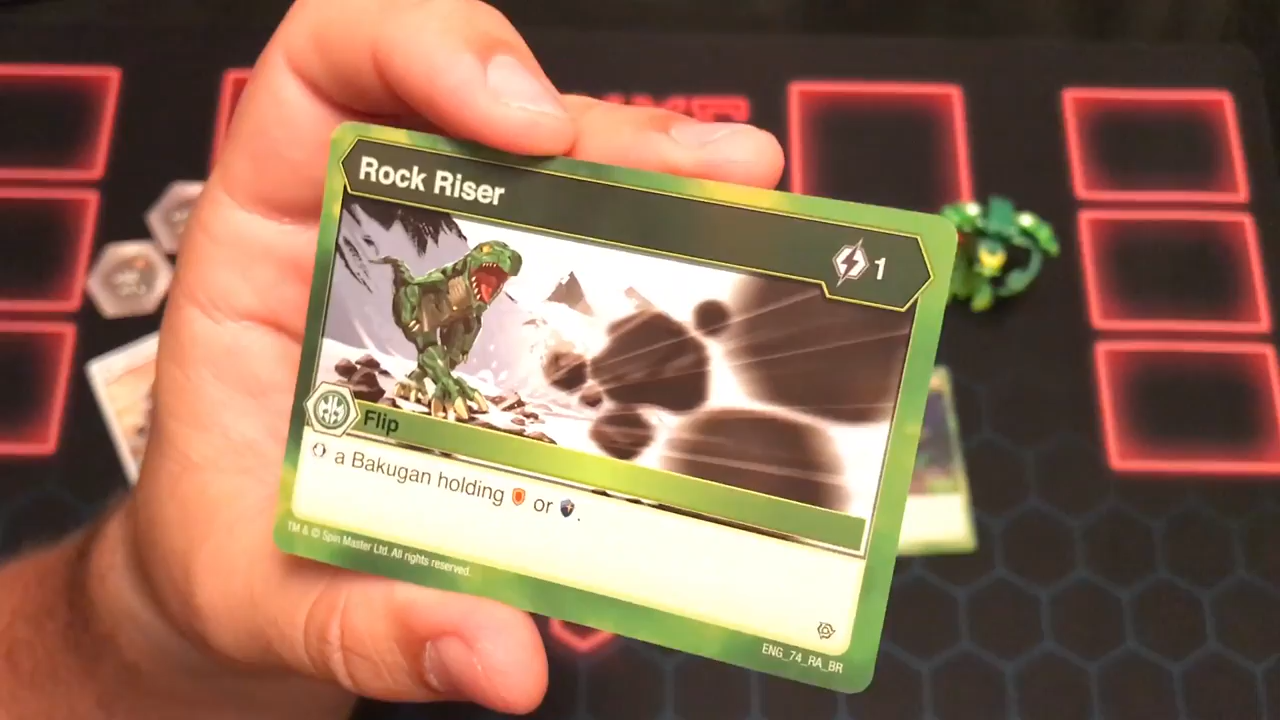 Rock Riser
1
Flip
a Bakugan holding or .
TM & © Spin Master Ltd. All rights reserved.
ENG_74_RA_BR